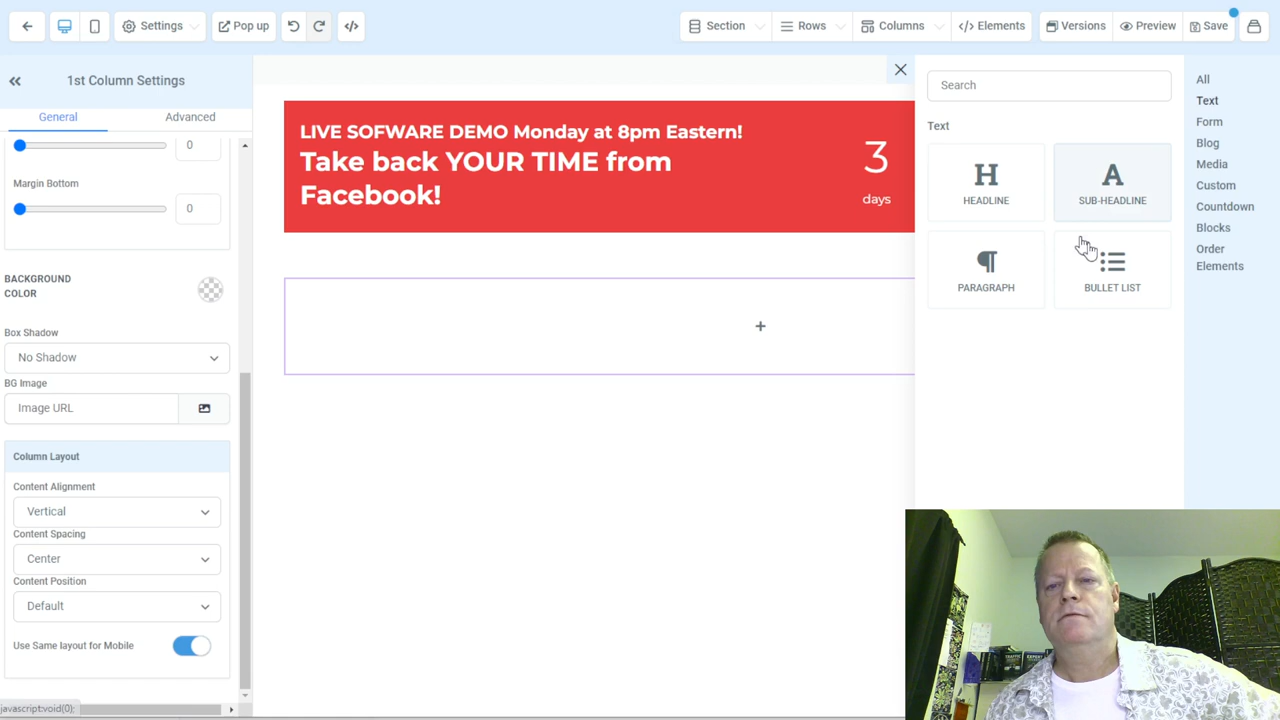 Settings
Pop up
Section
Rows
Columns
Elements
Versions
Preview
Save
1st Column Settings
General
Advanced
0
Margin Bottom
0
BACKGROUND
COLOR
Box Shadow
No Shadow
BG Image
Image URL
Column Layout
Content Alignment
Vertical
Content Spacing
Center
Content Position
Default
Use Same layout for Mobile
javascript:void(0);
LIVE SOFWARE DEMO Monday at 8pm Eastern!
Take back YOUR TIME from
Facebook!
3
days
Search
Text
H
HEADLINE
A
SUB-HEADLINE
PARAGRAPH
BULLET LIST
All
Text
Form
Blog
Media
Custom
Countdown
Blocks
Order
Elements
TRAFFIC
EXPERT